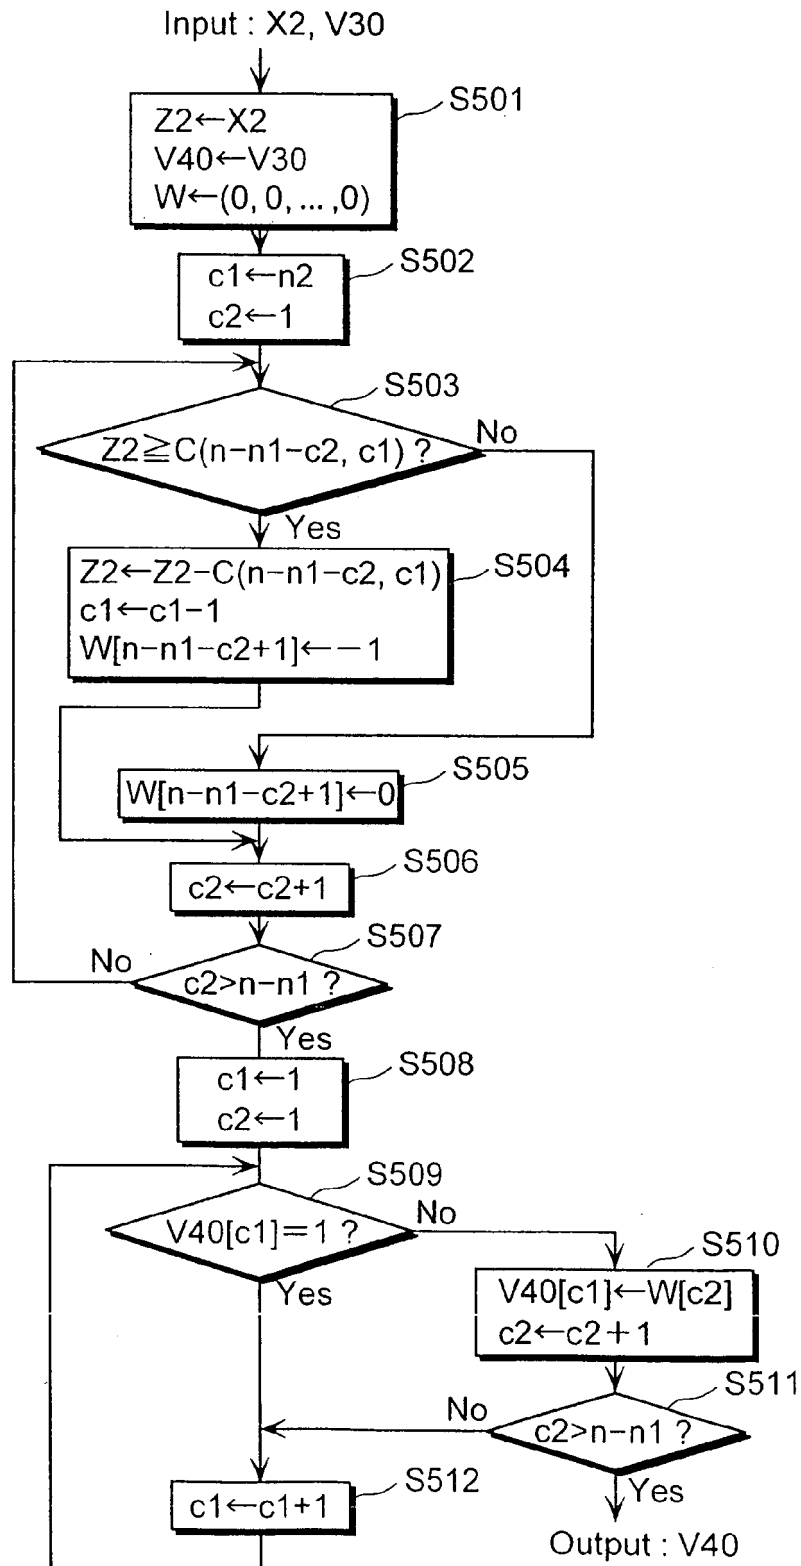 Input : X2, V30
S501
Z2←X2
V40←V30
W←(0, 0, ... ,0)
S502
c1←n2
c2←1
S503
Z2≧C(n-n1-c2, c1) ?
No
Yes
S504
Z2←Z2-C(n-n1-c2, c1)
c1←c1-1
W[n-n1-c2+1]←-1
S505
W[n-n1-c2+1]←0
S506
c2←c2+1
S507
No
c2>n-n1 ?
Yes
S508
c1←1
c2←1
S509
V40[c1]=1 ?
No
Yes
S510
V40[c1]←W[c2]
c2←c2+1
S511
No
c2>n-n1 ?
Yes
S512
c1←c1+1
Output : V40